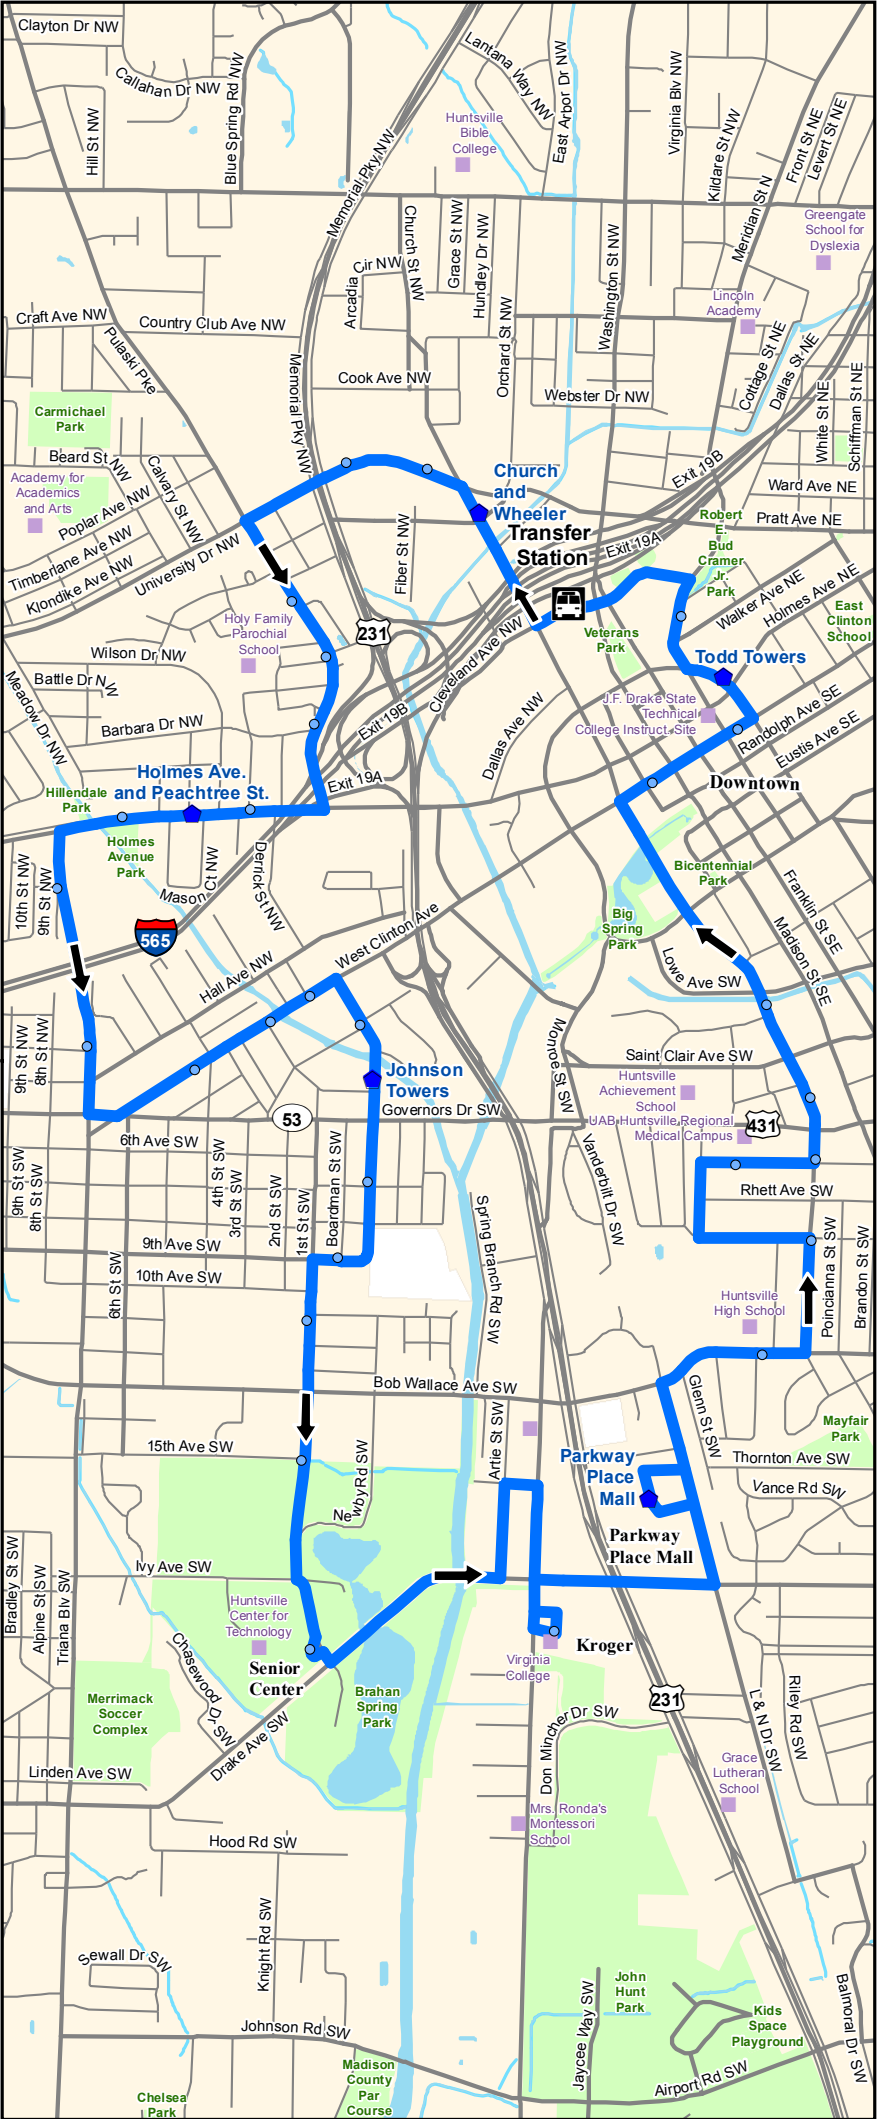 Clayton Dr NW
Callahan Dr NW
Hill St NW
Blue Spring Rd NW
Memorial Pky NW
Lantana Way NW
East Arbor Dr NW
Virginia Blv NW
Kildare St NW
Front St NE
Levert St NE
Meridian St N
Huntsville
Bible
College
Greengate
School for
Dyslexia
Church St NW
Grace St NW
Hundley Dr NW
Orchard St NW
Washington St NW
Arcadia
Cir NW
Lincoln
Academy
Craft Ave NW
Country Club Ave NW
Pulaski Pke
Memorial Pky NW
Cook Ave NW
Webster Dr NW
Cottage St NE
Dallas St NE
White St NE
Schiffman St NE
Carmichael
Park
Beard St NW
Academy for
Academics
and Arts
Calvary St NW
Poplar Ave NW
Timberlane Ave NW
Klondike Ave NW
University Dr NW
Church
and
Wheeler
Transfer
Station
Exit 19B
Exit 19A
Ward Ave NE
Pratt Ave NE
Robert
E.
Bud
Cramer
Jr.
Park
Fiber St NW
231
Cleveland Ave NW
Walker Ave NE
Holmes Ave NE
East
Clinton
School
Veterans
Park
Holy Family
Parochial
School
Wilson Dr NW
Battle Dr NW
Meadow Dr NW
Barbara Dr NW
Todd Towers
J.F. Drake State
Technical
College Instruct. Site
Randolph Ave SE
Eustis Ave SE
Exit 19B
Exit 19A
Dallas Ave NW
Downtown
Holmes Ave.
and Peachtree St.
Hillendale
Park
Holmes
Avenue
Park
10th St NW
9th St NW
Mason Ct NW
Derrick St NW
565
Hall Ave NW
West Clinton Ave
Bicentennial
Park
Big
Spring
Park
Franklin St SE
Madison St SE
Lowe Ave SW
9th St NW
8th St NW
Monroe St SW
Saint Clair Ave SW
Huntsville
Achievement
School
UAB Huntsville Regional
Medical Campus
431
Johnson
Towers
Governors Dr SW
53
6th Ave SW
9th St SW
8th St SW
4th St SW
3rd St SW
2nd St SW
1st St SW
Boardman St SW
Vanderbilt Dr SW
Rhett Ave SW
Spring Branch Rd SW
9th Ave SW
10th Ave SW
6th St SW
Huntsville
High School
Poincianna St SW
Brandon St SW
Bob Wallace Ave SW
Glenn St SW
Mayfair
Park
15th Ave SW
Artie St SW
Newby Rd SW
Parkway
Place
Mall
Thornton Ave SW
Vance Rd SW
Parkway
Place Mall
Ivy Ave SW
Bradley St SW
Alpine St SW
Triana Blv SW
Huntsville
Center for
Technology
Senior
Center
Chasewood Dr SW
Drake Ave SW
Brahan
Spring
Park
Kroger
Virginia
College
231
Merrimack
Soccer
Complex
Don Mincher Dr SW
L & N Dr SW
Riley Rd SW
Grace
Lutheran
School
Linden Ave SW
Mrs. Ronda's
Montessori
School
Hood Rd SW
Knight Rd SW
Sewall Dr SW
Johnson Rd SW
Jaycee Way SW
John
Hunt
Park
Kids
Space
Playground
Balmoral Dr SW
Airport Rd SW
Madison
County
Par
Course
Chelsea
Park